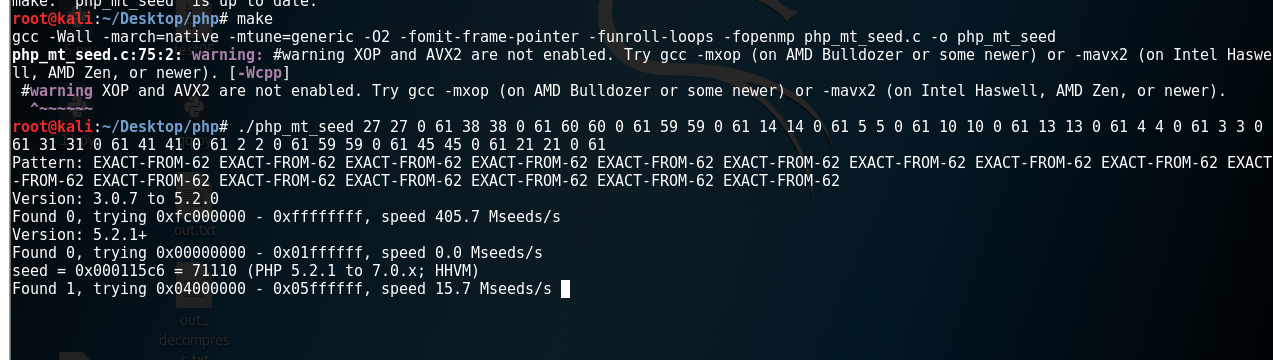 make: `php_mt_seed' is up to date.
root@kali:~/Desktop/php# make
gcc -Wall -march=native -mtune=generic -O2 -fomit-frame-pointer -funroll-loops -fopenmp php_mt_seed.c -o php_mt_seed
php_mt_seed.c:75:2: warning: #warning XOP and AVX2 are not enabled. Try gcc -mxop (on AMD Bulldozer or some newer) or -mavx2 (on Intel Haswe
ll, AMD Zen, or newer). [-Wcpp]
 #warning XOP and AVX2 are not enabled. Try gcc -mxop (on AMD Bulldozer or some newer) or -mavx2 (on Intel Haswell, AMD Zen, or newer).
  ^~~~~~~
root@kali:~/Desktop/php# ./php_mt_seed 27 27 0 61 38 38 0 61 60 60 0 61 59 59 0 61 14 14 0 61 5 5 0 61 10 10 0 61 13 13 0 61 4 4 0 61 3 3 0
61 31 31 0 61 41 41 0 61 2 2 0 61 59 59 0 61 45 45 0 61 21 21 0 61
Pattern: EXACT-FROM-62 EXACT-FROM-62 EXACT-FROM-62 EXACT-FROM-62 EXACT-FROM-62 EXACT-FROM-62 EXACT-FROM-62 EXACT-FROM-62 EXACT-FROM-62 EXACT
-FROM-62 EXACT-FROM-62 EXACT-FROM-62 EXACT-FROM-62 EXACT-FROM-62 EXACT-FROM-62
Version: 3.0.7 to 5.2.0
Found 0, trying 0xfc000000 - 0xffffffff, speed 405.7 Mseeds/s
Version: 5.2.1+
out.txt
Found 0, trying 0x00000000 - 0x01ffffff, speed 0.0 Mseeds/s
seed = 0x000115c6 = 71110 (PHP 5.2.1 to 7.0.x; HHVM)
Found 1, trying 0x04000000 - 0x05ffffff, speed 15.7 Mseeds/s
out_
decompres